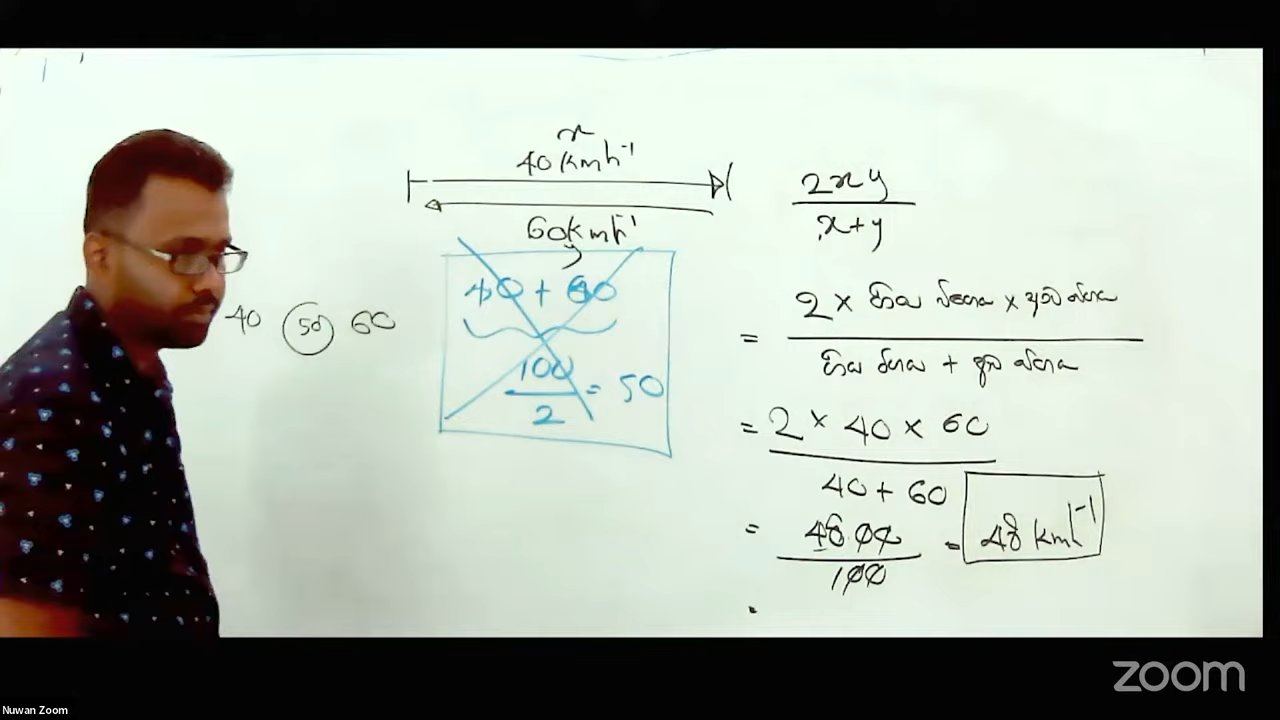 x
40 kmh⁻¹
60 kmh⁻¹
y
40 + 60
100
2
= 50
40 50 60
2xy
x+y
= 2 ×
×
+
= 2 × 40 × 60
40 + 60
= 4800
100
= 48 kmh⁻¹
zoom
Nuwan Zoom